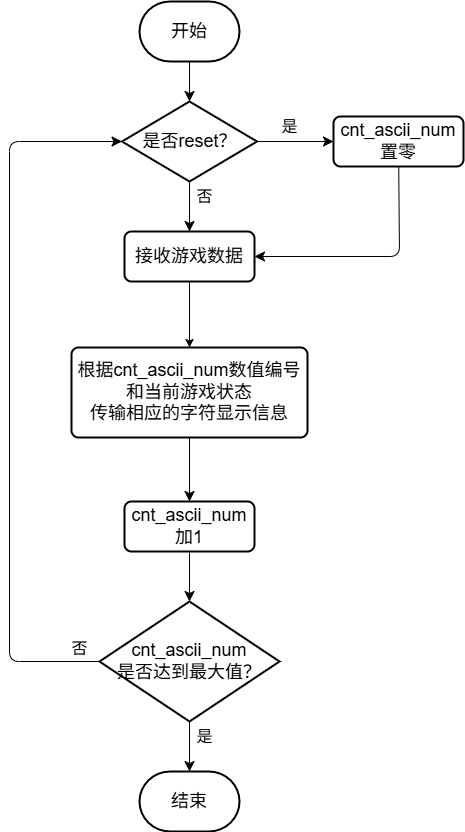 开始
是否reset?
是
cnt_ascii_num
置零
否
接收游戏数据
根据cnt_ascii_num数值编号
和当前游戏状态
传输相应的字符显示信息
cnt_ascii_num
加1
cnt_ascii_num
是否达到最大值?
否
是
结束